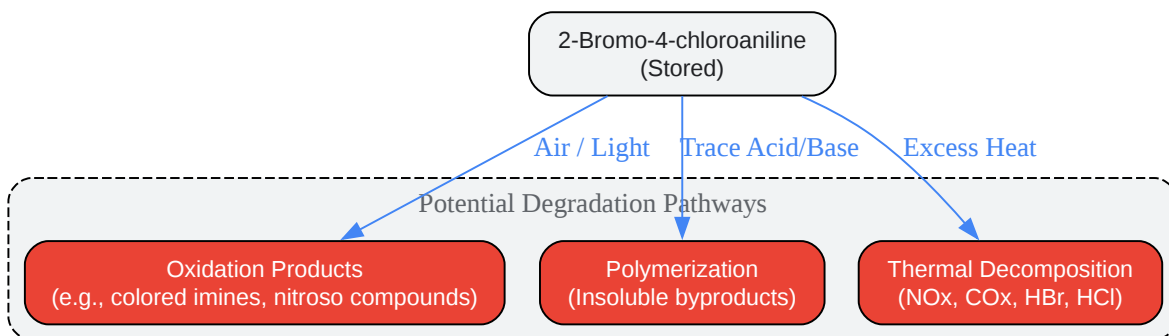 2-Bromo-4-chloroaniline
(Stored)
Air / Light
Trace Acid/Base
Excess Heat
Potential Degradation Pathways
Oxidation Products
(e.g., colored imines, nitroso compounds)
Polymerization
(Insoluble byproducts)
Thermal Decomposition
(NOx, COx, HBr, HCl)